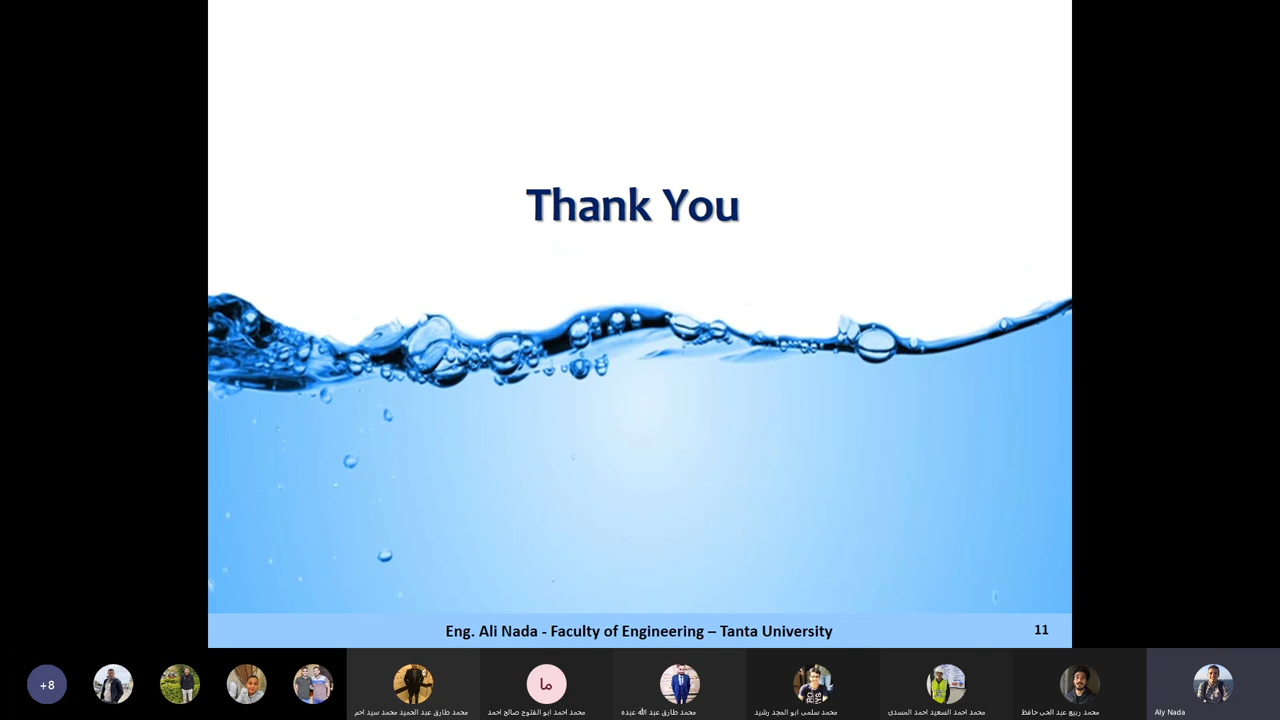 Thank You
Eng. Ali Nada - Faculty of Engineering – Tanta University
11
+8
محمد طارق عبد الحميد محمد سيد احم
ما
محمد احمد ابو الفتوح صالح احمد
محمد طارق عبد الله عبده
محمد سلمى ابو المجد رشيد
محمد احمد السعيد احمد المسدى
محمد ربيع عبد الحى حافظ
Aly Nada